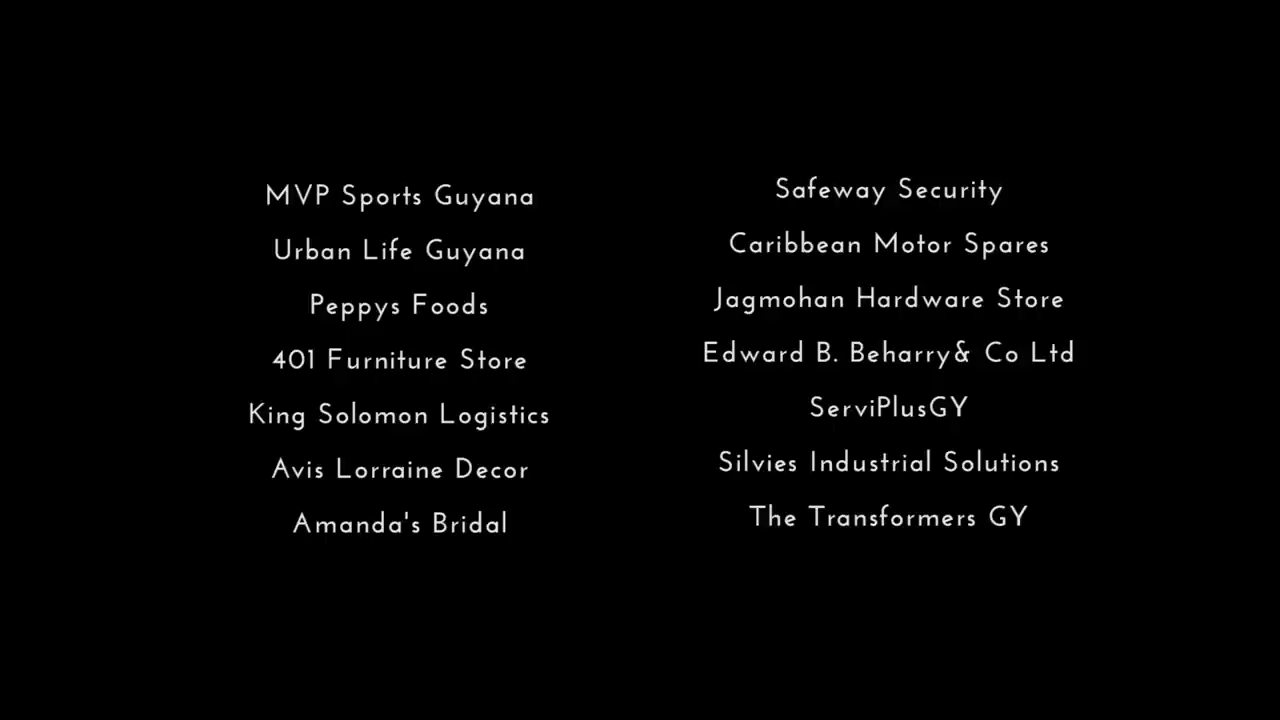 MVP Sports Guyana
Urban Life Guyana
Peppys Foods
401 Furniture Store
King Solomon Logistics
Avis Lorraine Decor
Amanda's Bridal
Safeway Security
Caribbean Motor Spares
Jagmohan Hardware Store
Edward B. Beharry& Co Ltd
ServiPlusGY
Silvies Industrial Solutions
The Transformers GY